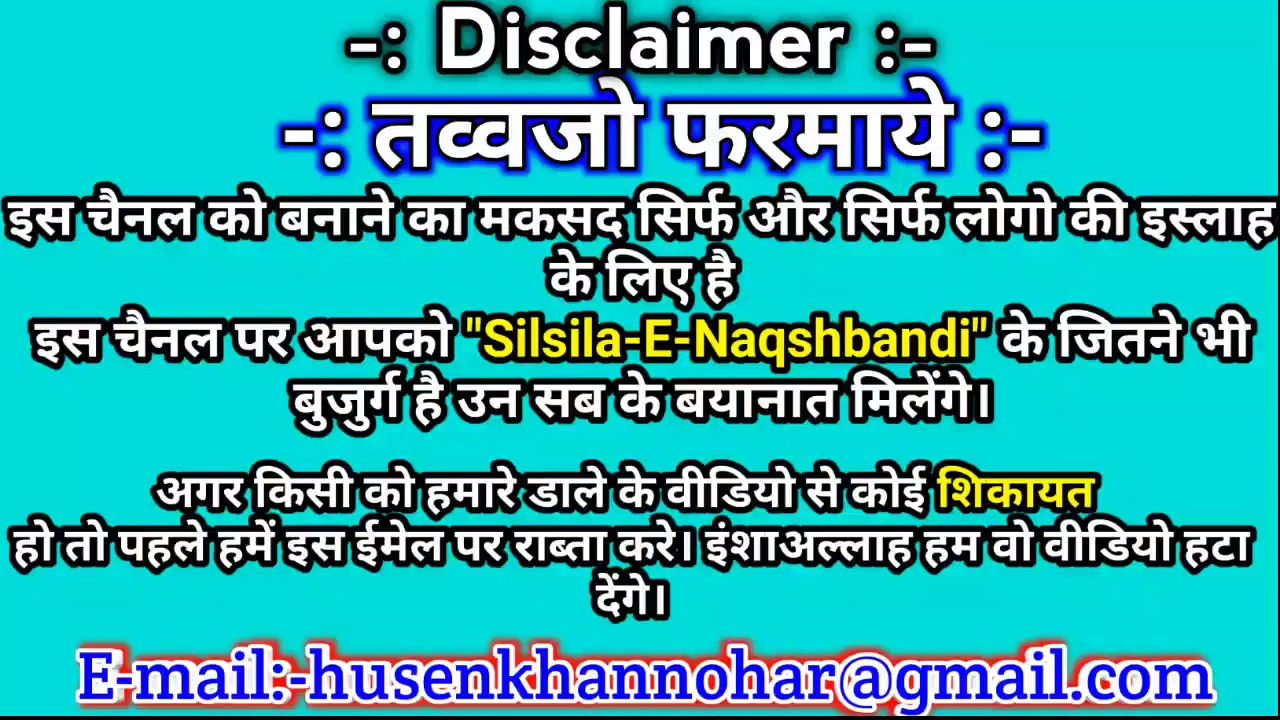 -: Disclaimer :-
-: तव्वजो फरमाये :-
इस चैनल को बनाने का मकसद सिर्फ और सिर्फ लोगो की इस्लाह
के लिए है
इस चैनल पर आपको "Silsila-E-Naqshbandi" के जितने भी
बुजुर्ग है उन सब के बयानात मिलेंगे।
अगर किसी को हमारे डाले के वीडियो से कोई शिकायत
हो तो पहले हमें इस ईमेल पर राब्ता करे। इंशाअल्लाह हम वो वीडियो हटा
देंगे।
E-mail:-husenkhannohar@gmail.com